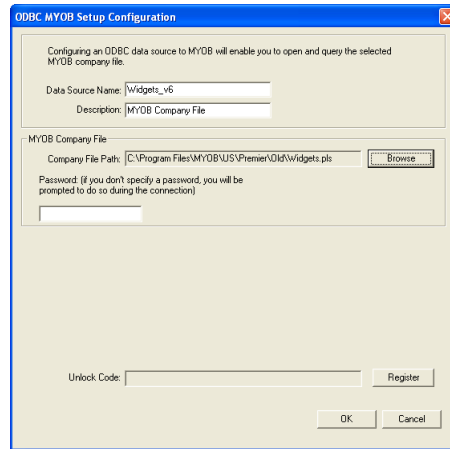 ODBC MYOB Setup Configuration
Configuring an ODBC data source to MYOB will enable you to open and query the selected
MYOB company file.
Data Source Name: Widgets_v6
Description: MYOB Company File
MYOB Company File
Company File Path: C:\Program Files\MYOB\US\Premier\Old\Widgets.pls Browse
Password: (if you don't specify a password, you will be
prompted to do so during the connection)
Unlock Code: Register
OK Cancel